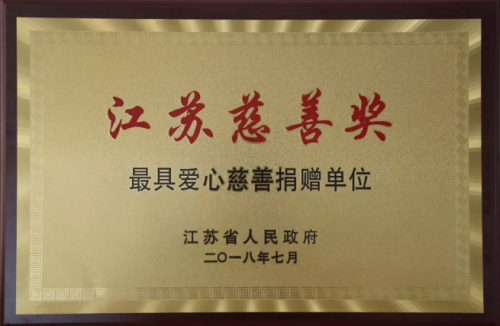 江苏慈善奖
最具爱心慈善捐赠单位
江苏省人民政府
二〇一八年七月